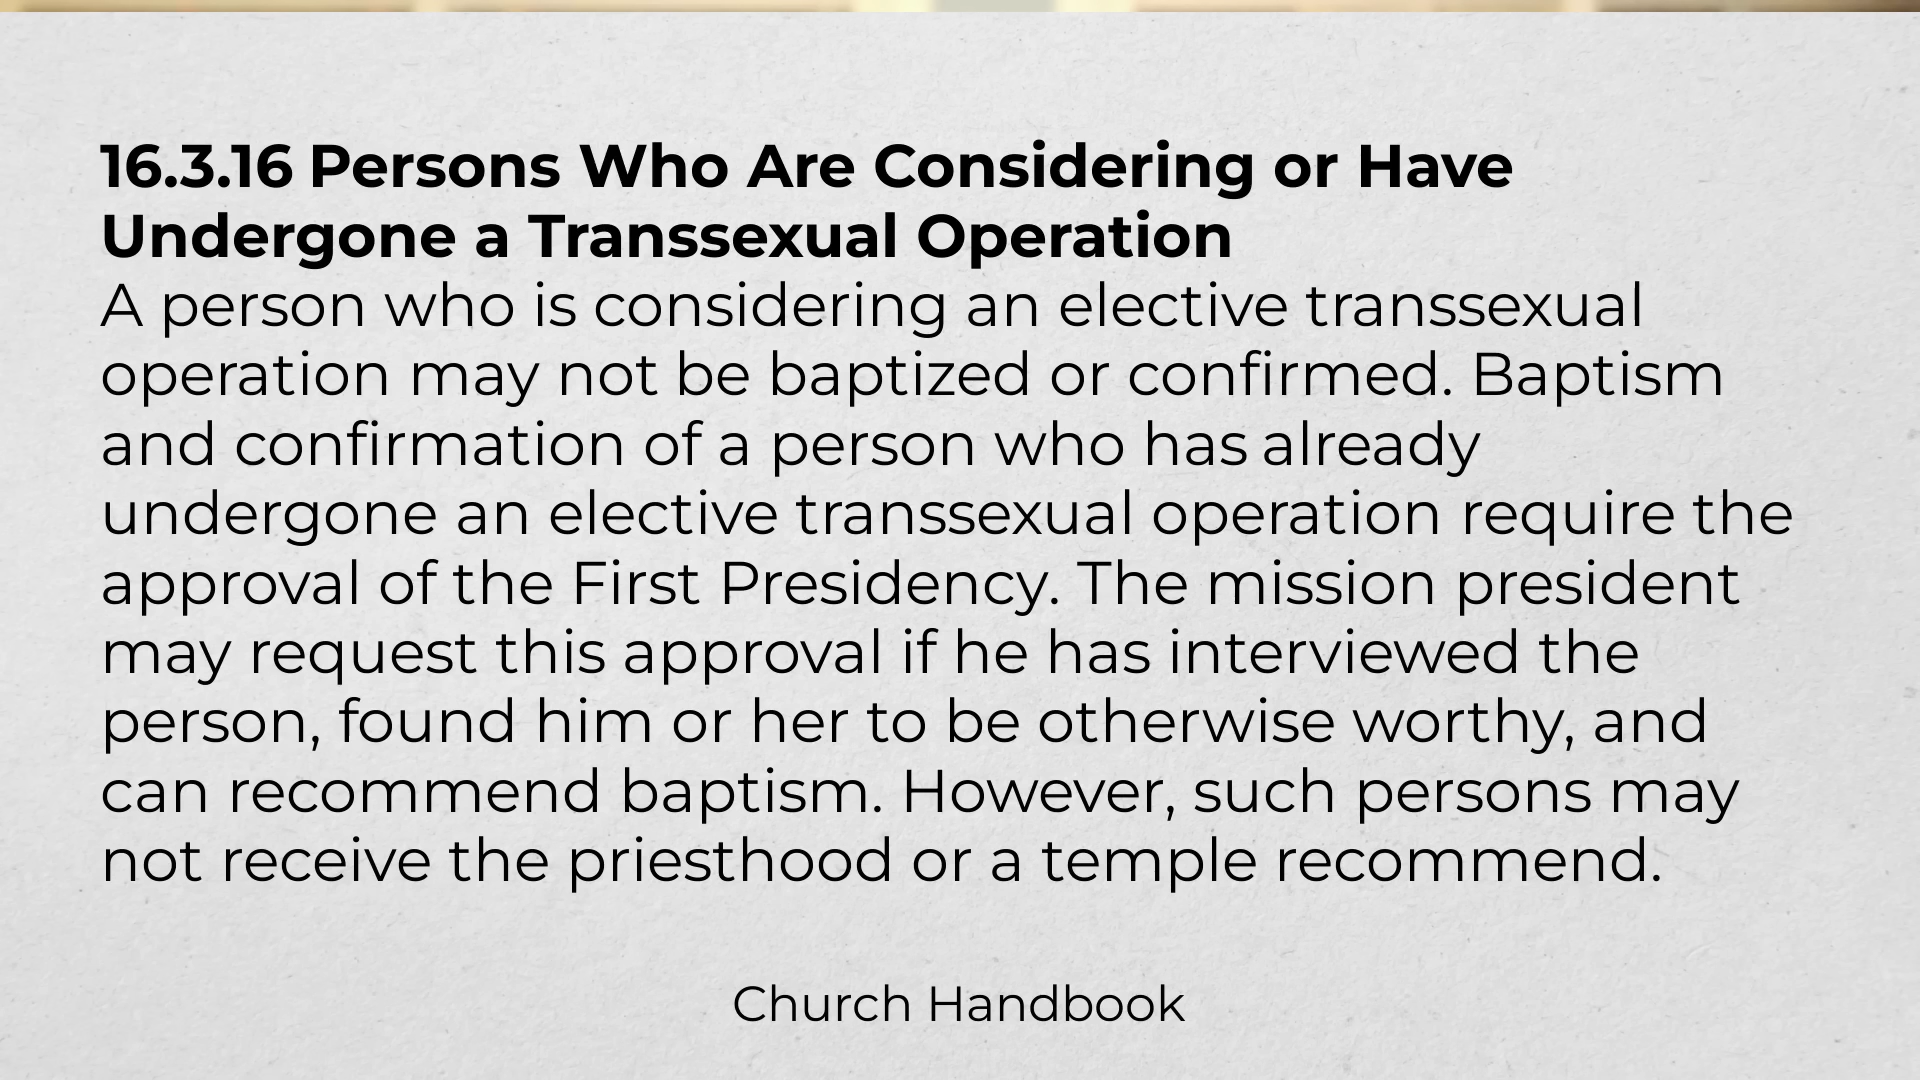 16.3.16 Persons Who Are Considering or Have
Undergone a Transsexual Operation
A person who is considering an elective transsexual
operation may not be baptized or confirmed. Baptism
and confirmation of a person who has already
undergone an elective transsexual operation require the
approval of the First Presidency. The mission president
may request this approval if he has interviewed the
person, found him or her to be otherwise worthy, and
can recommend baptism. However, such persons may
not receive the priesthood or a temple recommend.
Church Handbook